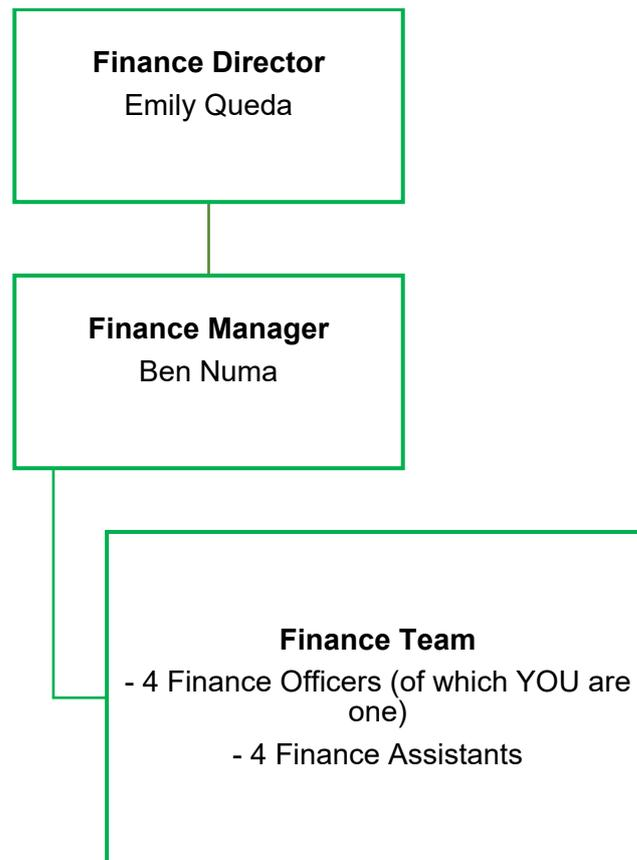 Finance Director
Emily Queda
Finance Manager
Ben Numa
Finance Team
- 4 Finance Officers (of which YOU are
one)
- 4 Finance Assistants